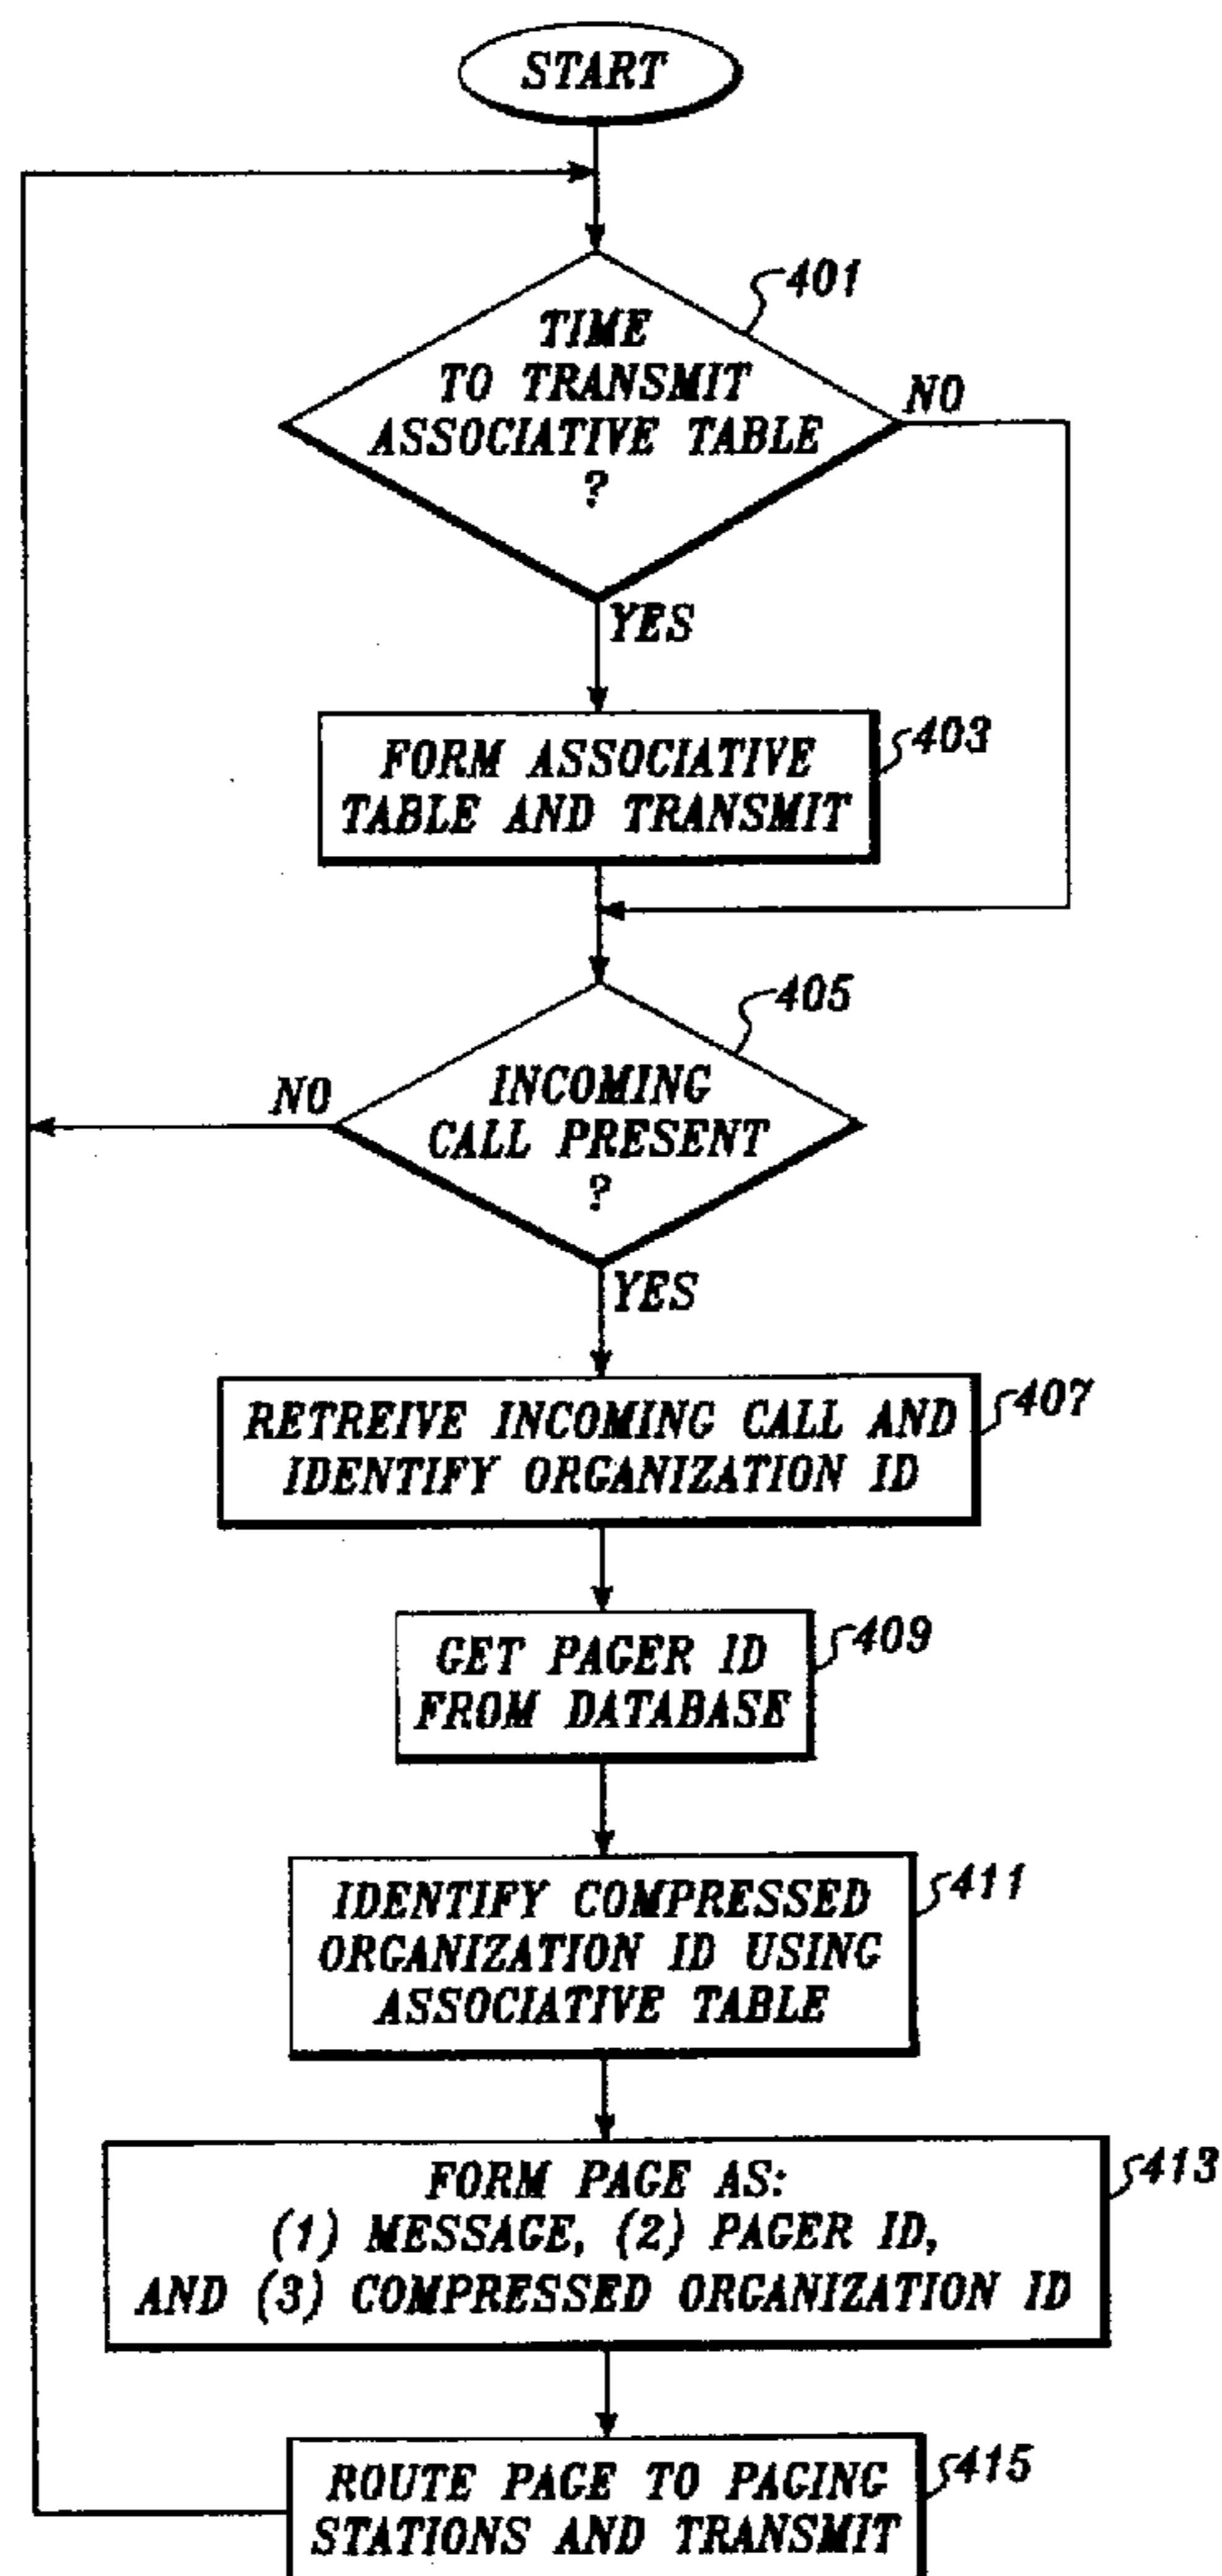 START
401
TIME
TO TRANSMIT
ASSOCIATIVE TABLE
?
NO
YES
403
FORM ASSOCIATIVE
TABLE AND TRANSMIT
405
INCOMING
CALL PRESENT
?
NO
YES
407
RETREIVE INCOMING CALL AND
IDENTIFY ORGANIZATION ID
409
GET PAGER ID
FROM DATABASE
411
IDENTIFY COMPRESSED
ORGANIZATION ID USING
ASSOCIATIVE TABLE
413
FORM PAGE AS:
(1) MESSAGE, (2) PAGER ID,
AND (3) COMPRESSED ORGANIZATION ID
415
ROUTE PAGE TO PAGING
STATIONS AND TRANSMIT